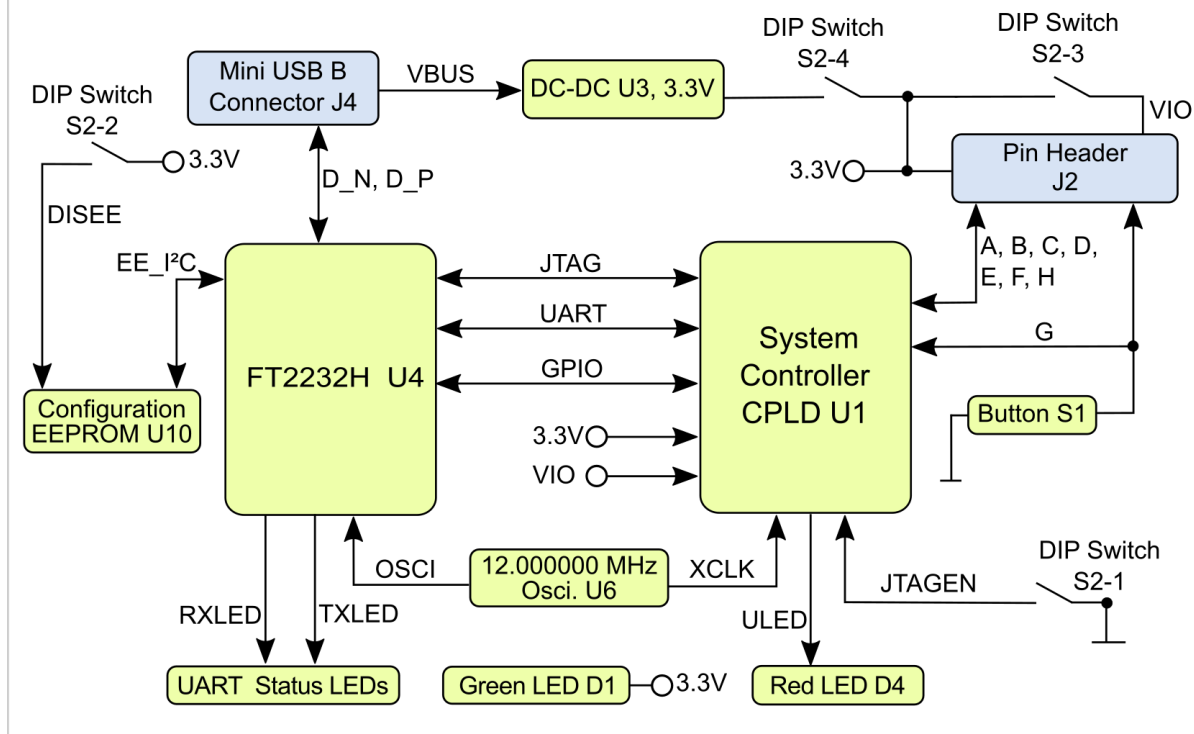 DIP Switch
S2-4
DIP Switch
S2-3
Mini USB B
Connector J4
VBUS
DC-DC U3, 3.3V
VIO
DIP Switch
S2-2
3.3V
Pin Header
J2
3.3V
D_N, D_P
DISEE
EE_I²C
JTAG
A, B, C, D,
E, F, H
UART
System
Controller
CPLD U1
G
FT2232H U4
GPIO
Configuration
EEPROM U10
Button S1
3.3V
VIO
OSCI
12.000000 MHz
Osci. U6
XCLK
DIP Switch
S2-1
JTAGEN
RXLED
TXLED
ULED
UART Status LEDs
Green LED D1
3.3V
Red LED D4